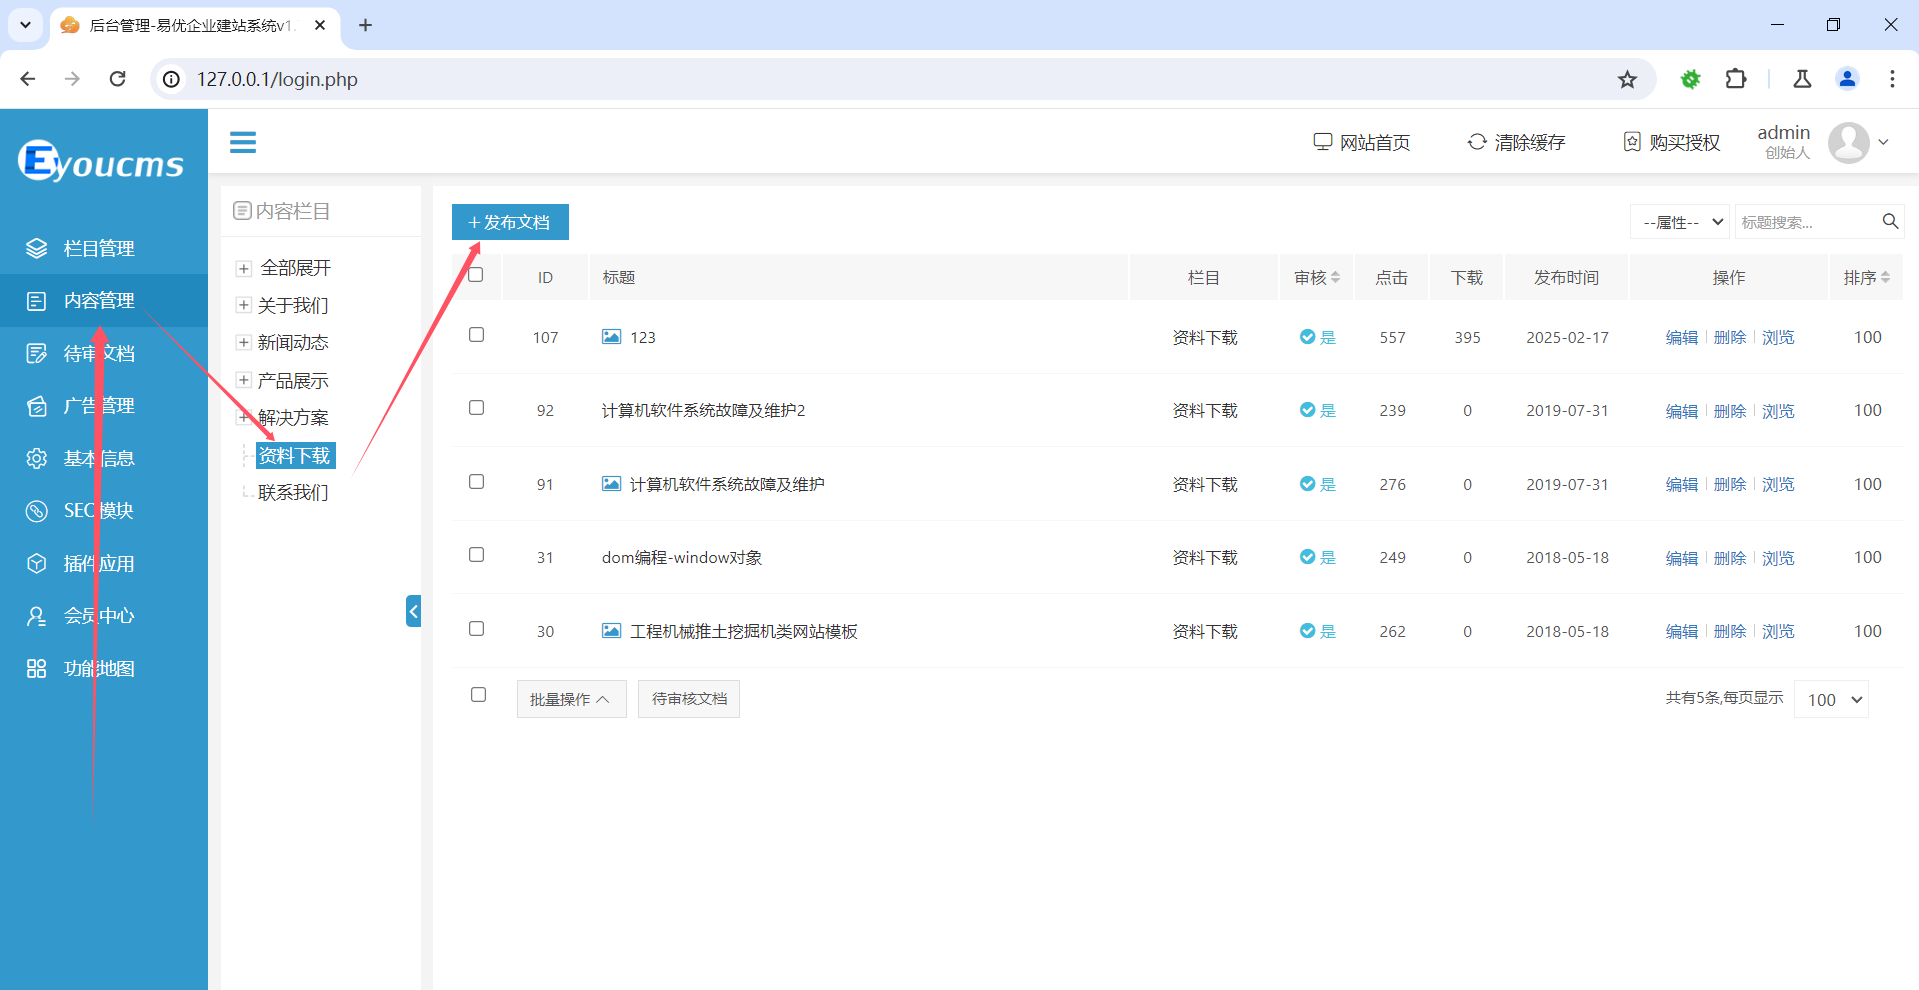 后台管理-易优企业建站系统v1.
127.0.0.1/login.php
Eyoucms
网站首页
清除缓存
购买授权
admin
创始人
栏目管理
内容管理
待审文档
广告管理
基本信息
SEO模块
插件应用
会员中心
功能地图
内容栏目
全部展开
关于我们
新闻动态
产品展示
解决方案
资料下载
联系我们
+发布文档
--属性--
标题搜索...
ID 标题 栏目 审核 点击 下载 发布时间 操作 排序
107 123 资料下载 是 557 395 2025-02-17 编辑 删除 浏览 100
92 计算机软件系统故障及维护2 资料下载 是 239 0 2019-07-31 编辑 删除 浏览 100
91 计算机软件系统故障及维护 资料下载 是 276 0 2019-07-31 编辑 删除 浏览 100
31 dom编程-window对象 资料下载 是 249 0 2018-05-18 编辑 删除 浏览 100
30 工程机械推土挖掘机类网站模板 资料下载 是 262 0 2018-05-18 编辑 删除 浏览 100
批量操作 待审核文档 共有5条,每页显示 100